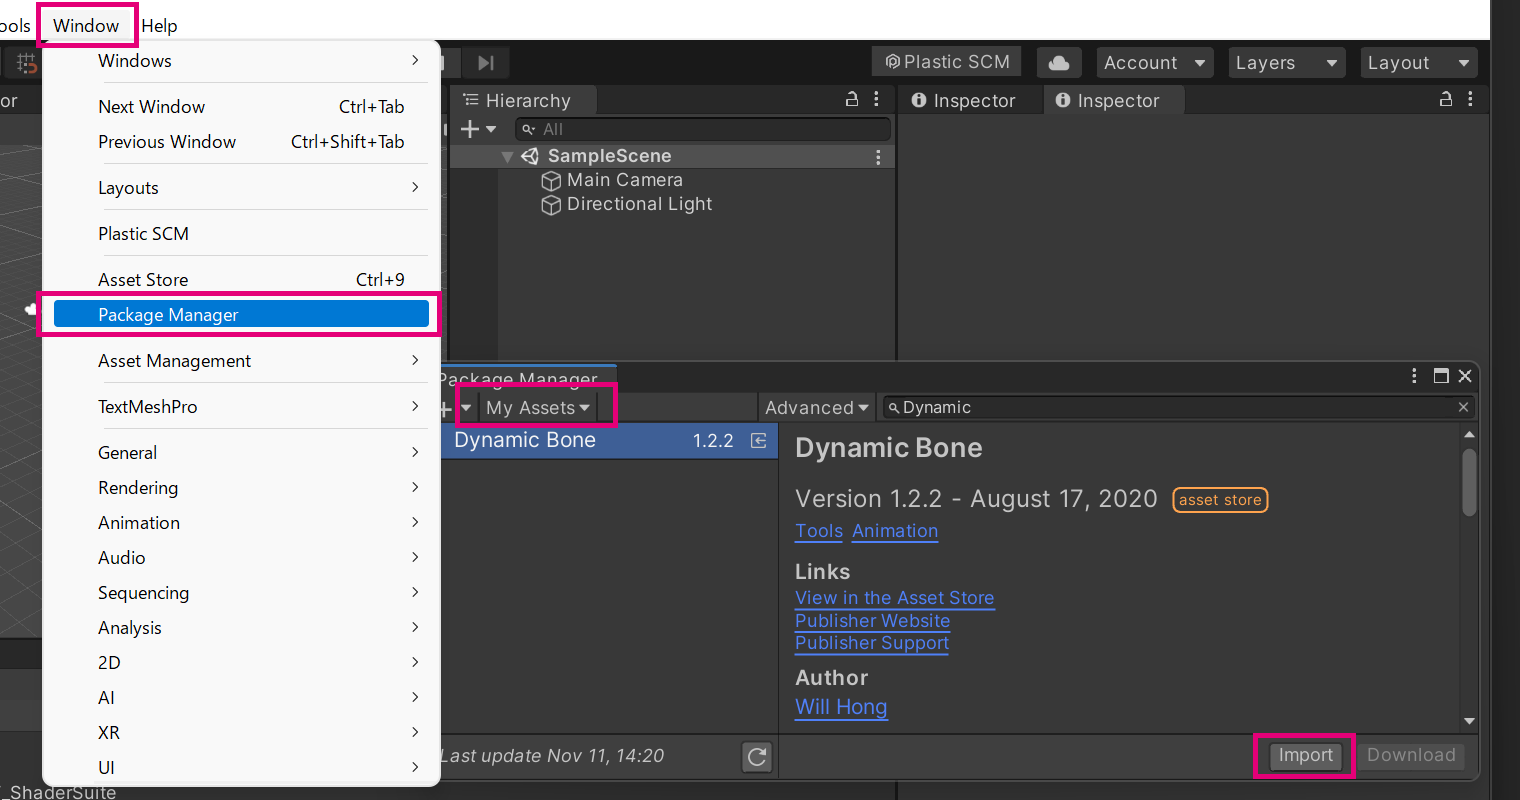 ools Window Help
Windows
Next Window Ctrl+Tab
Previous Window Ctrl+Shift+Tab
Layouts
Plastic SCM
Asset Store Ctrl+9
Package Manager
Asset Management
TextMeshPro
General
Rendering
Animation
Audio
Sequencing
Analysis
2D
AI
XR
UI
or
_ShaderSuite
Plastic SCM Account Layers Layout
Hierarchy
All
SampleScene
Main Camera
Directional Light
Inspector Inspector
Package Manager
My Assets Advanced Dynamic
Dynamic Bone 1.2.2
Dynamic Bone
Version 1.2.2 - August 17, 2020 asset store
Tools Animation
Links
View in the Asset Store
Publisher Website
Publisher Support
Author
Will Hong
Last update Nov 11, 14:20
Import Download